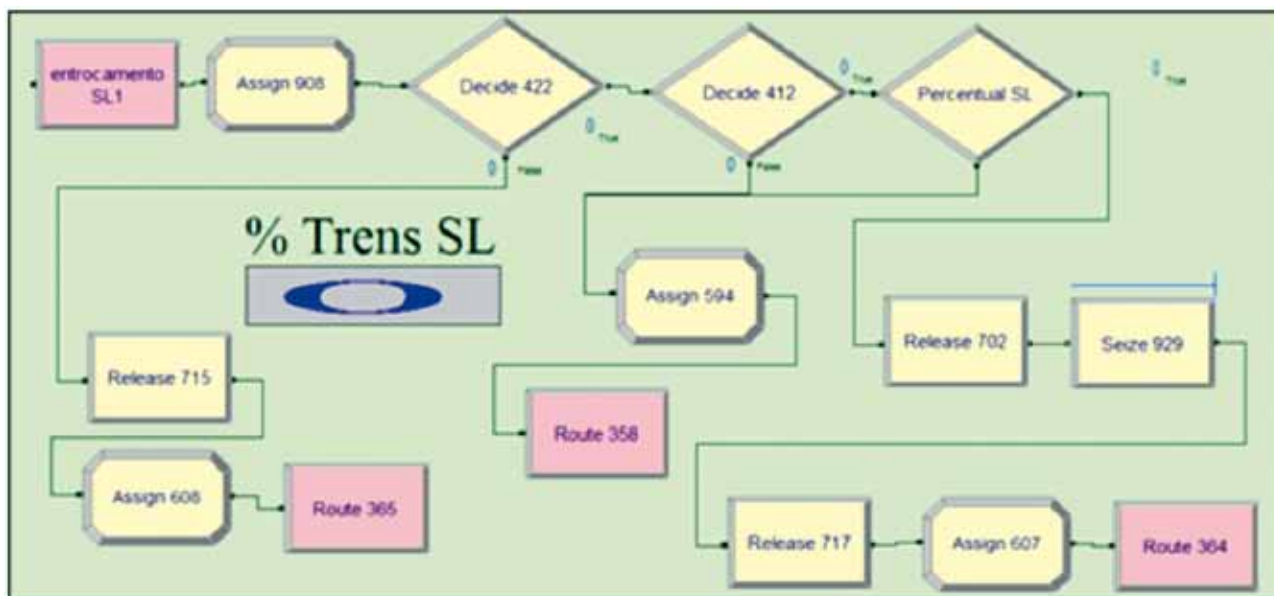 entrocamento
SL1
Assign 908
Decide 422
Decide 412
Percentual SL
0
True
0
True
0
True
0
False
0
False
% Trens SL
Assign 594
Release 702
Seize 929
Release 715
Route 358
Assign 608
Route 365
Release 717
Assign 607
Route 364